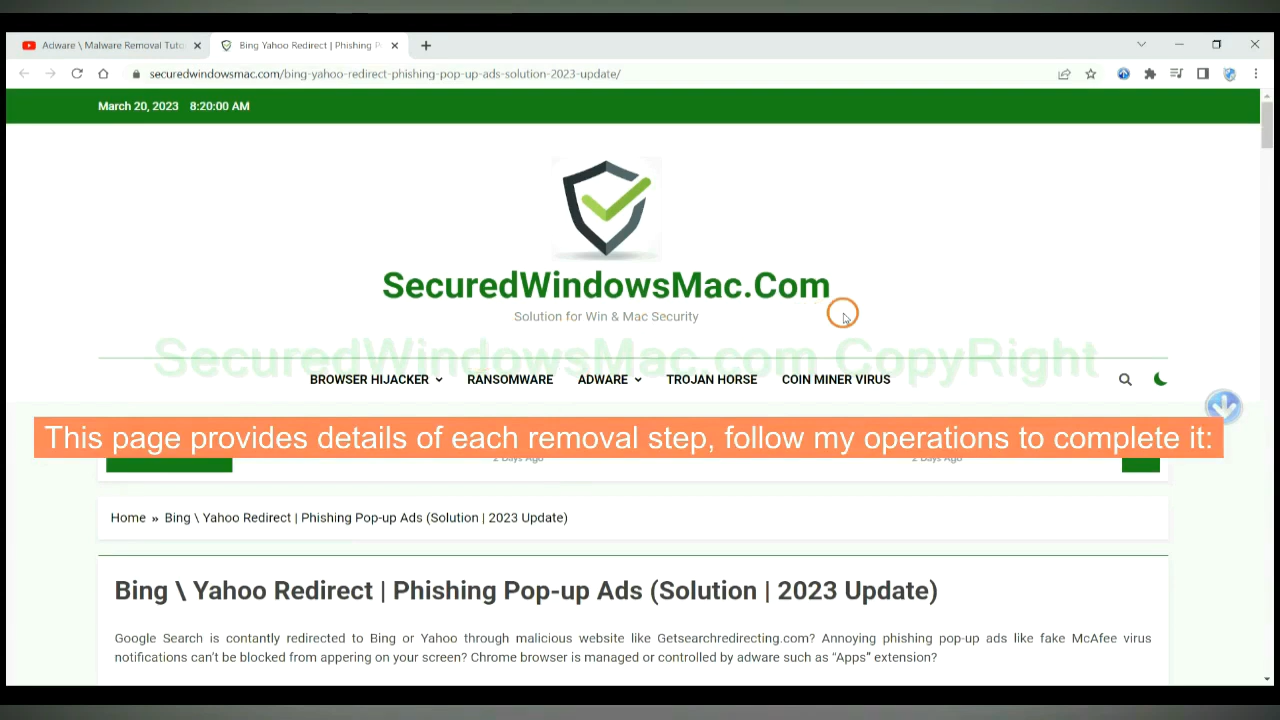 Adware \ Malware Removal Tuto
Bing Yahoo Redirect | Phishing P
securedwindowsmac.com/bing-yahoo-redirect-phishing-pop-up-ads-solution-2023-update/
March 20, 2023 8:20:00 AM
SecuredWindowsMac.Com
Solution for Win & Mac Security
SecuredWindowsMac.com CopyRight
BROWSER HIJACKER RANSOMWARE ADWARE TROJAN HORSE COIN MINER VIRUS
This page provides details of each removal step, follow my operations to complete it:
2 Days Ago 2 Days Ago
Home » Bing \ Yahoo Redirect | Phishing Pop-up Ads (Solution | 2023 Update)
Bing \ Yahoo Redirect | Phishing Pop-up Ads (Solution | 2023 Update)
Google Search is contantly redirected to Bing or Yahoo through malicious website like Getsearchredirecting.com? Annoying phishing pop-up ads like fake McAfee virus
notifications can't be blocked from appering on your screen? Chrome browser is managed or controlled by adware such as “Apps” extension?